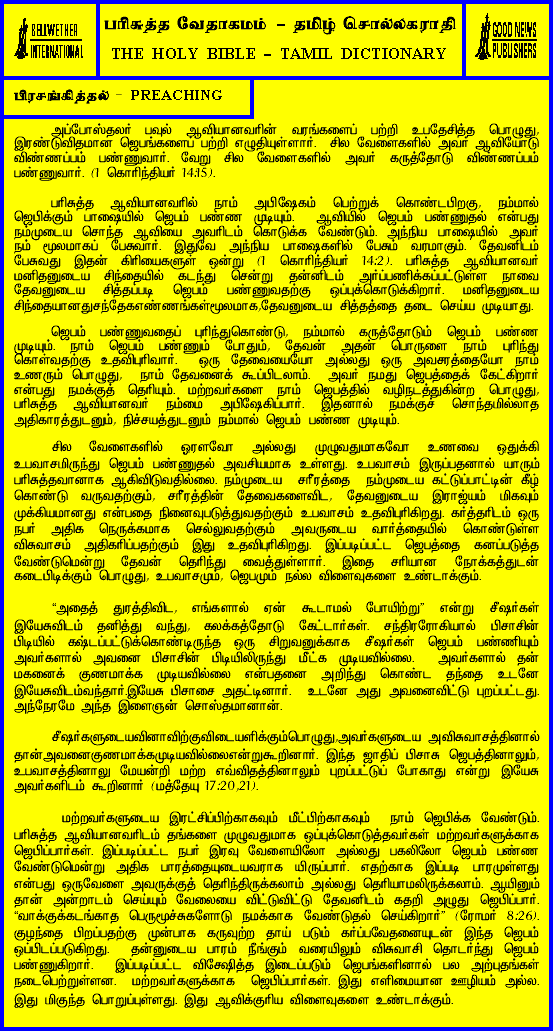 BELLWETHER
INTERNATIONAL
பரிசுத்த வேதாகமம் - தமிழ் சொல்லகராதி
THE HOLY BIBLE - TAMIL DICTIONARY
GOOD NEWS
PUBLISHERS
பிரசங்கித்தல் - PREACHING
அப்போஸ்தலர் பவுல் ஆவியானவரின் வரங்களைப் பற்றி உபதேசித்த பொழுது,
இரண்டுவிதமான ஜெபங்களைப் பற்றி எழுதியுள்ளார். சில வேளைகளில் அவர் ஆவியோடு
விண்ணப்பம் பண்ணுவார். வேறு சில வேளைகளில் அவர் கருத்தோடு விண்ணப்பம்
பண்ணுவார். (1 கொரிந்தியர் 14:15).
பரிசுத்த ஆவியானவரில் நாம் அபிஷேகம் பெற்றுக் கொண்டபிறகு, நம்மால்
ஜெபிக்கும் பாஷையில் ஜெபம் பண்ண முடியும். ஆவியில் ஜெபம் பண்ணுதல் என்பது
நம்முடைய சொந்த ஆவியை அவரிடம் கொடுக்க வேண்டும். அந்நிய பாஷையில் அவர்
நம் மூலமாகப் பேசுவார். இதுவே அந்நிய பாஷைகளில் பேசும் வரமாகும். தேவனிடம்
பேசுவது இதன் கிரியைகளுள் ஒன்று (1 கொரிந்தியர் 14:2). பரிசுத்த ஆவியானவர்
மனிதனுடைய சிந்தையில் கடந்து சென்று தன்னிடம் அர்ப்பணிக்கப்பட்டுள்ள நாவை
தேவனுடைய சித்தப்படி ஜெபம் பண்ணுவதற்கு ஒப்புக்கொடுக்கிறார். மனிதனுடைய
சிந்தையானதுசந்தேகஎண்ணங்கள்மூலமாக,தேவனுடைய சித்தத்தை தடை செய்ய முடியாது.
ஜெபம் பண்ணுவதைப் புரிந்துகொண்டு, நம்மால் கருத்தோடும் ஜெபம் பண்ண
முடியும். நாம் ஜெபம் பண்ணும் போதும், தேவன் அதன் பொருளை நாம் புரிந்து
கொள்வதற்கு உதவிபுரிவார். ஒரு தேவையையோ அல்லது ஒரு அவசரத்தையோ நாம்
உணரும் பொழுது, நாம் தேவனைக் கூப்பிடலாம். அவர் நமது ஜெபத்தைக் கேட்கிறார்
என்பது நமக்குத் தெரியும். மற்றவர்களை நாம் ஜெபத்தில் வழிநடத்துகின்ற பொழுது,
பரிசுத்த ஆவியானவர் நம்மை அபிஷேகிப்பார். இதனால் நமக்குச் சொந்தமில்லாத
அதிகாரத்துடனும், நிச்சயத்துடனும் நம்மால் ஜெபம் பண்ண முடியும்.
சில வேளைகளில் ஓரளவோ அல்லது முழுவதுமாகவோ உணவை ஒதுக்கி
உபவாசமிருந்து ஜெபம் பண்ணுதல் அவசியமாக உள்ளது. உபவாசம் இருப்பதனால் யாரும்
பரிசுத்தவானாக ஆகிவிடுவதில்லை. நம்முடைய சரீரத்தை நம்முடைய கட்டுப்பாட்டின் கீழ்
கொண்டு வருவதற்கும், சரீரத்தின் தேவைகளைவிட, தேவனுடைய இராஜ்யம் மிகவும்
முக்கியமானது என்பதை நினைவுபடுத்துவதற்கும் உபவாசம் உதவிபுரிகிறது. கர்த்தரிடம் ஒரு
நபர் அதிக நெருக்கமாக செல்லுவதற்கும் அவருடைய வார்த்தையில் கொண்டுள்ள
விசுவாசம் அதிகரிப்பதற்கும் இது உதவிபுரிகிறது. இப்படிப்பட்ட ஜெபத்தை கனப்படுத்த
வேண்டுமென்று தேவன் தெரிந்து வைத்துள்ளார். இதை சரியான நோக்கத்துடன்
கடைபிடிக்கும் பொழுது, உபவாசமும், ஜெபமும் நல்ல விளைவுகளை உண்டாக்கும்.
“அதைத் துரத்திவிட, எங்களால் ஏன் கூடாமல் போயிற்று” என்று சீஷர்கள்
இயேசுவிடம் தனித்து வந்து, கலக்கத்தோடு கேட்டார்கள். சந்திரரோகியால் பிசாசின்
பிடியில் கஷ்டப்பட்டுக்கொண்டிருந்த ஒரு சிறுவனுக்காக சீஷர்கள் ஜெபம் பண்ணியும்
அவர்களால் அவனை பிசாசின் பிடியிலிருந்து மீட்க முடியவில்லை. அவர்களால் தன்
மகனைக் குணமாக்க முடியவில்லை என்பதனை அறிந்து கொண்ட தந்தை உடனே
இயேசுவிடம்வந்தார்.இயேசு பிசாசை அதட்டினார். உடனே அது அவனைவிட்டு புறப்பட்டது.
அந்நேரமே அந்த இளைஞன் சொஸ்தமானான்.
சீஷர்களுடையவினாவிற்குவிடையளிக்கும்பொழுது,அவர்களுடைய அவிசுவாசத்தினால்
தான்அவனைகுணமாக்கமுடியவில்லைஎன்றுகூறினார். இந்த ஜாதிப் பிசாசு ஜெபத்தினாலும்,
உபவாசத்தினாலு மேயன்றி மற்ற எவ்விதத்தினாலும் புறப்பட்டுப் போகாது என்று இயேசு
அவர்களிடம் கூறினார் (மத்தேயு 17:20,21).
மற்றவர்களுடைய இரட்சிப்பிற்காகவும் மீட்பிற்காகவும் நாம் ஜெபிக்க வேண்டும்.
பரிசுத்த ஆவியானவரிடம் தங்களை முழுவதுமாக ஒப்புக்கொடுத்தவர்கள் மற்றவர்களுக்காக
ஜெபிப்பார்கள். இப்படிப்பட்ட நபர் இரவு வேளையிலோ அல்லது பகலிலோ ஜெபம் பண்ண
வேண்டுமென்று அதிக பாரத்தையுடையவராக யிருப்பார். எதற்காக இப்படி பாரமுள்ளது
என்பது ஒருவேளை அவருக்குத் தெரிந்திருக்கலாம் அல்லது தெரியாமலிருக்கலாம். ஆயினும்
தான் அன்றாடம் செய்யும் வேலையை விட்டுவிட்டு தேவனிடம் கதறி அழுது ஜெபிப்பார்.
“வாக்குக்கடங்காத பெருமூச்சுகளோடு நமக்காக வேண்டுதல் செய்கிறார்” (ரோமர் 8:26).
குழந்தை பிறப்பதற்கு முன்பாக கருவுற்ற தாய் படும் கர்ப்பவேதனையுடன் இந்த ஜெபம்
ஒப்பிடப்படுகிறது. தன்னுடைய பாரம் நீங்கும் வரையிலும் விசுவாசி தொடர்ந்து ஜெபம்
பண்ணுகிறார். இப்படிப்பட்ட விசேஷித்த இடைப்படும் ஜெபங்களினால் பல அற்புதங்கள்
நடைபெற்றுள்ளன. மற்றவர்களுக்காக ஜெபிப்பார்கள். இது எளிமையான ஊழியம் அல்ல.
இது மிகுந்த பொறுப்புள்ளது. இது ஆவிக்குரிய விளைவுகளை உண்டாக்கும்.